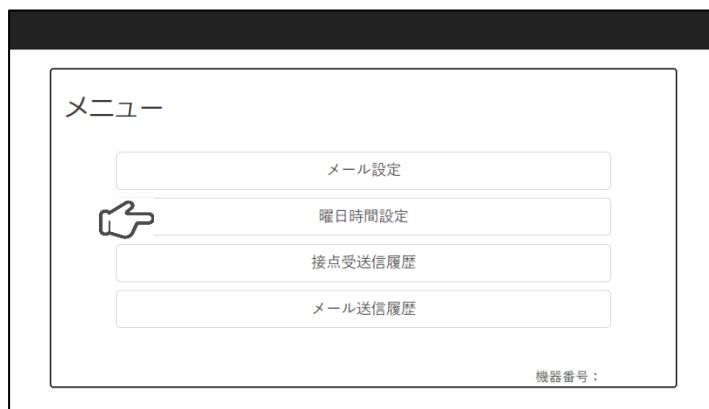 メニュー
メール設定
曜日時間設定
接点受送信履歴
メール送信履歴
機器番号：